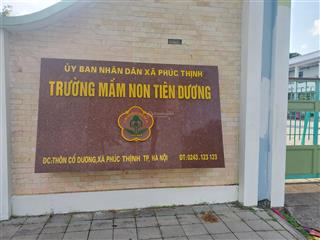 ỦY BAN NHÂN DÂN XÃ PHÚC THỊNH
TRƯỜNG MẦM NON TIÊN DƯƠNG
ĐC:THÔN CỔ DƯƠNG,XÃ PHÚC THỊNH TP, HÀ NỘI
ĐT:0243.123 123